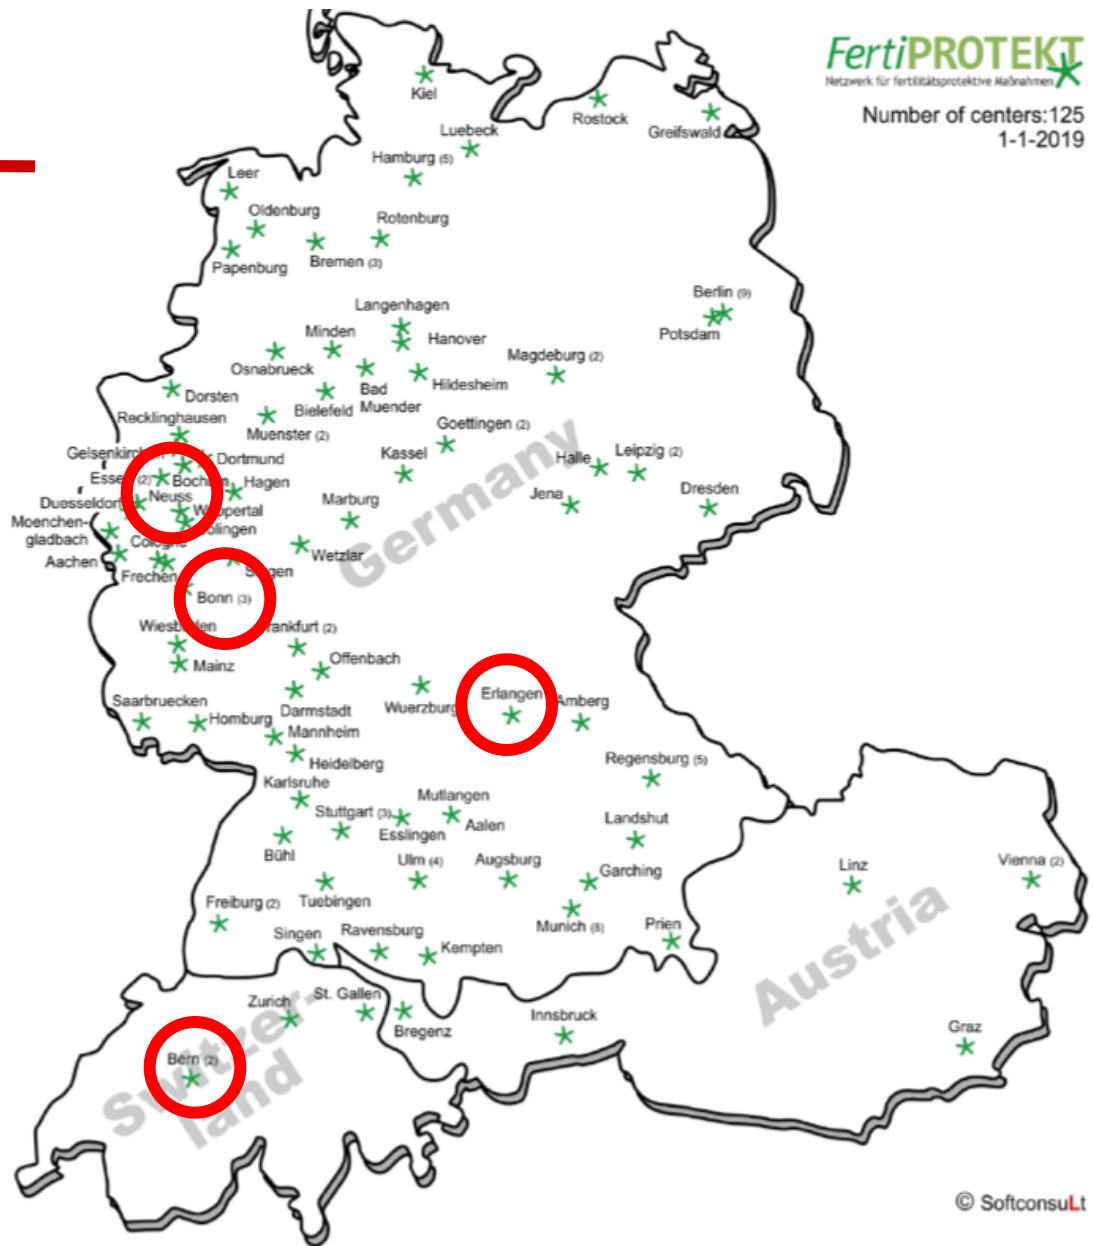 FertiPROTEKT
Netzwerk für fertilitätsprotektive Maßnahmen
Number of centers:125
1-1-2019
Kiel
Rostock
Greifswald
Luebeck
Hamburg (5)
Leer
Oldenburg
Rotenburg
Papenburg
Bremen (3)
Berlin (9)
Potsdam
Langenhagen
Minden
Hanover
Magdeburg (2)
Osnabrueck
Bad
Muender
Hildesheim
Dorsten
Bielefeld
Recklinghausen
Muenster (2)
Goettingen (2)
Germany
Dortmund
Kassel
Halle
Leipzig (2)
(2)
Hagen
Duesseldorf
Neuss
Marburg
Jena
Dresden
Moenchen-
gladbach
Aachen
Wetzlar
Frechen
Bonn (3)
(2)
Mainz
Offenbach
Wuerzburg
Erlangen
Amberg
Saarbruecken
Homburg
Darmstadt
Mannheim
Heidelberg
Regensburg (5)
Karlsruhe
Mutlangen
Stuttgart (3)
Esslingen
Aalen
Landshut
Bühl
Ulm (4)
Augsburg
Garching
Linz
Vienna (2)
Freiburg (2)
Tuebingen
Munich (8)
Prien
Singen
Ravensburg
Kempten
Austria
Zurich
St. Gallen
Bregenz
Innsbruck
Graz
Bern (2)
Switzer-
land
© SoftconsuLt